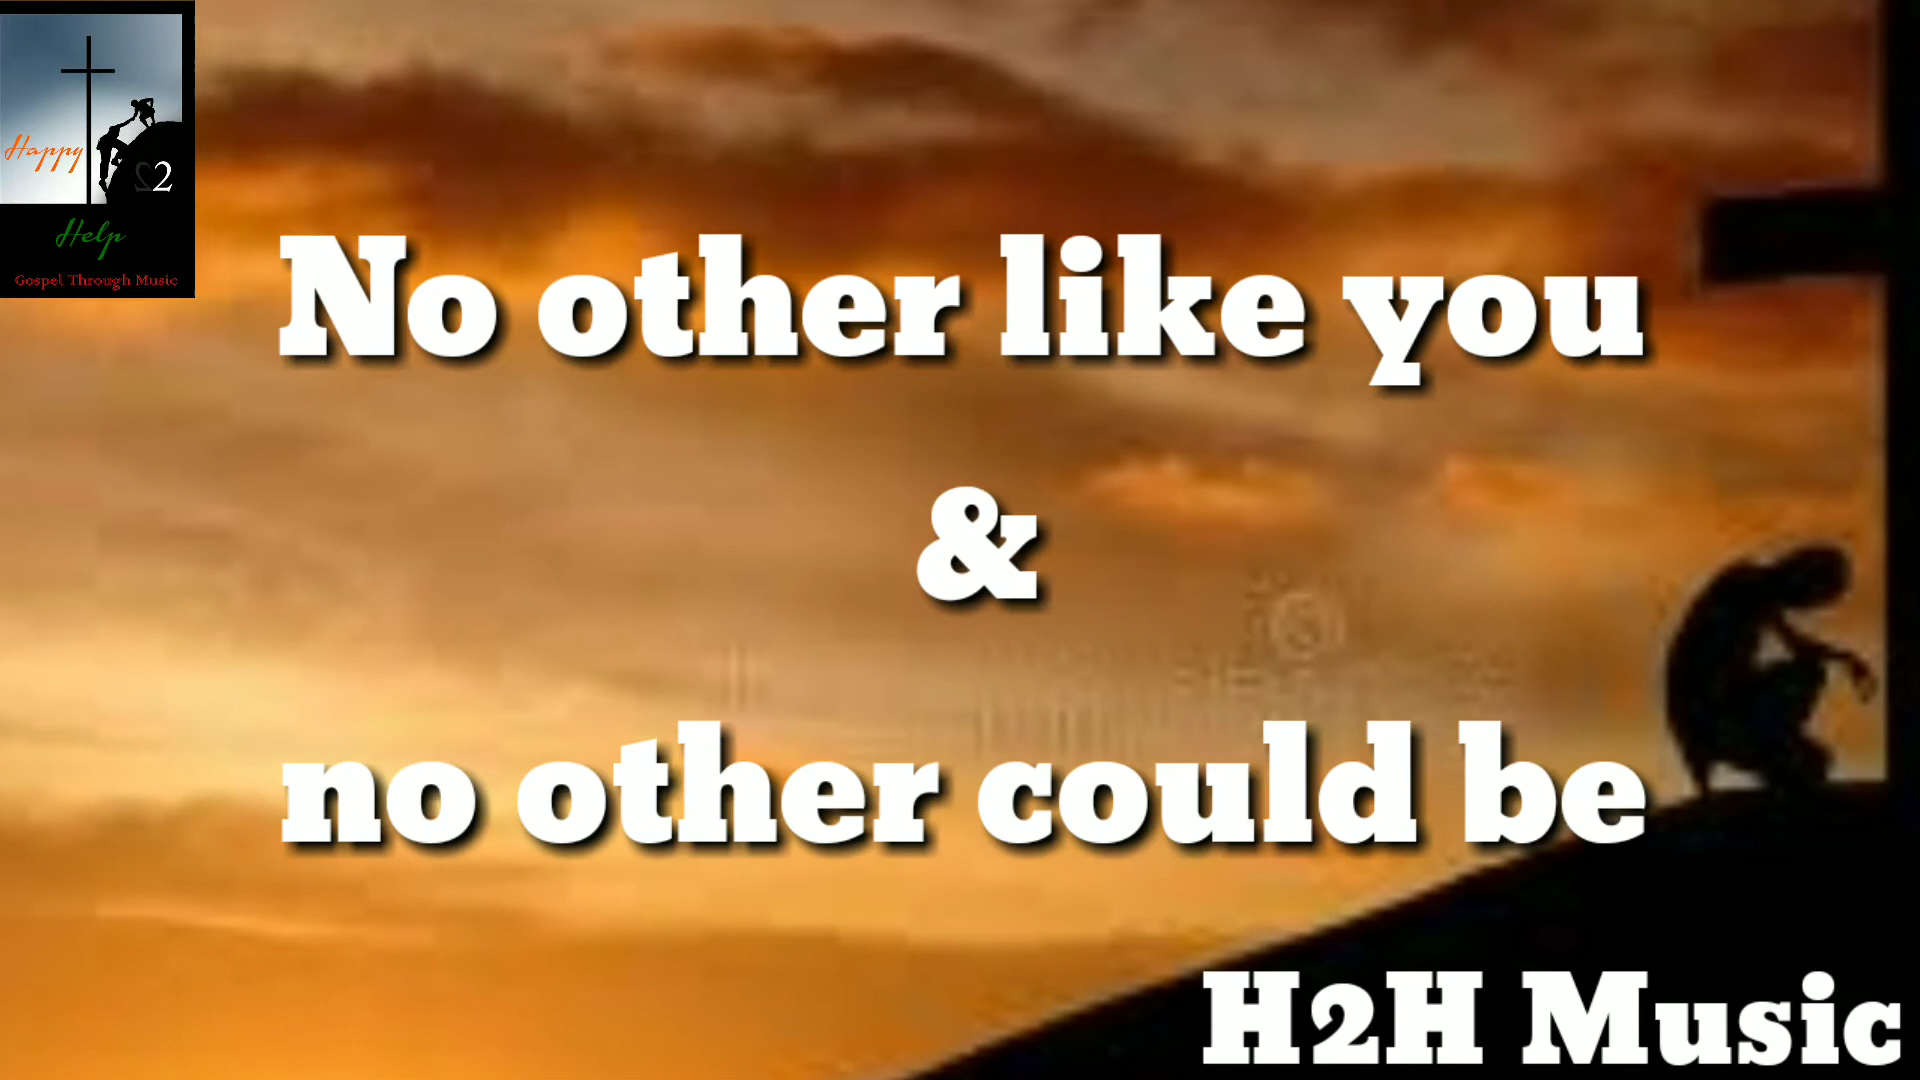 Happy
2
Help
Gospel Through Music
No other like you
&
no other could be
H2H Music